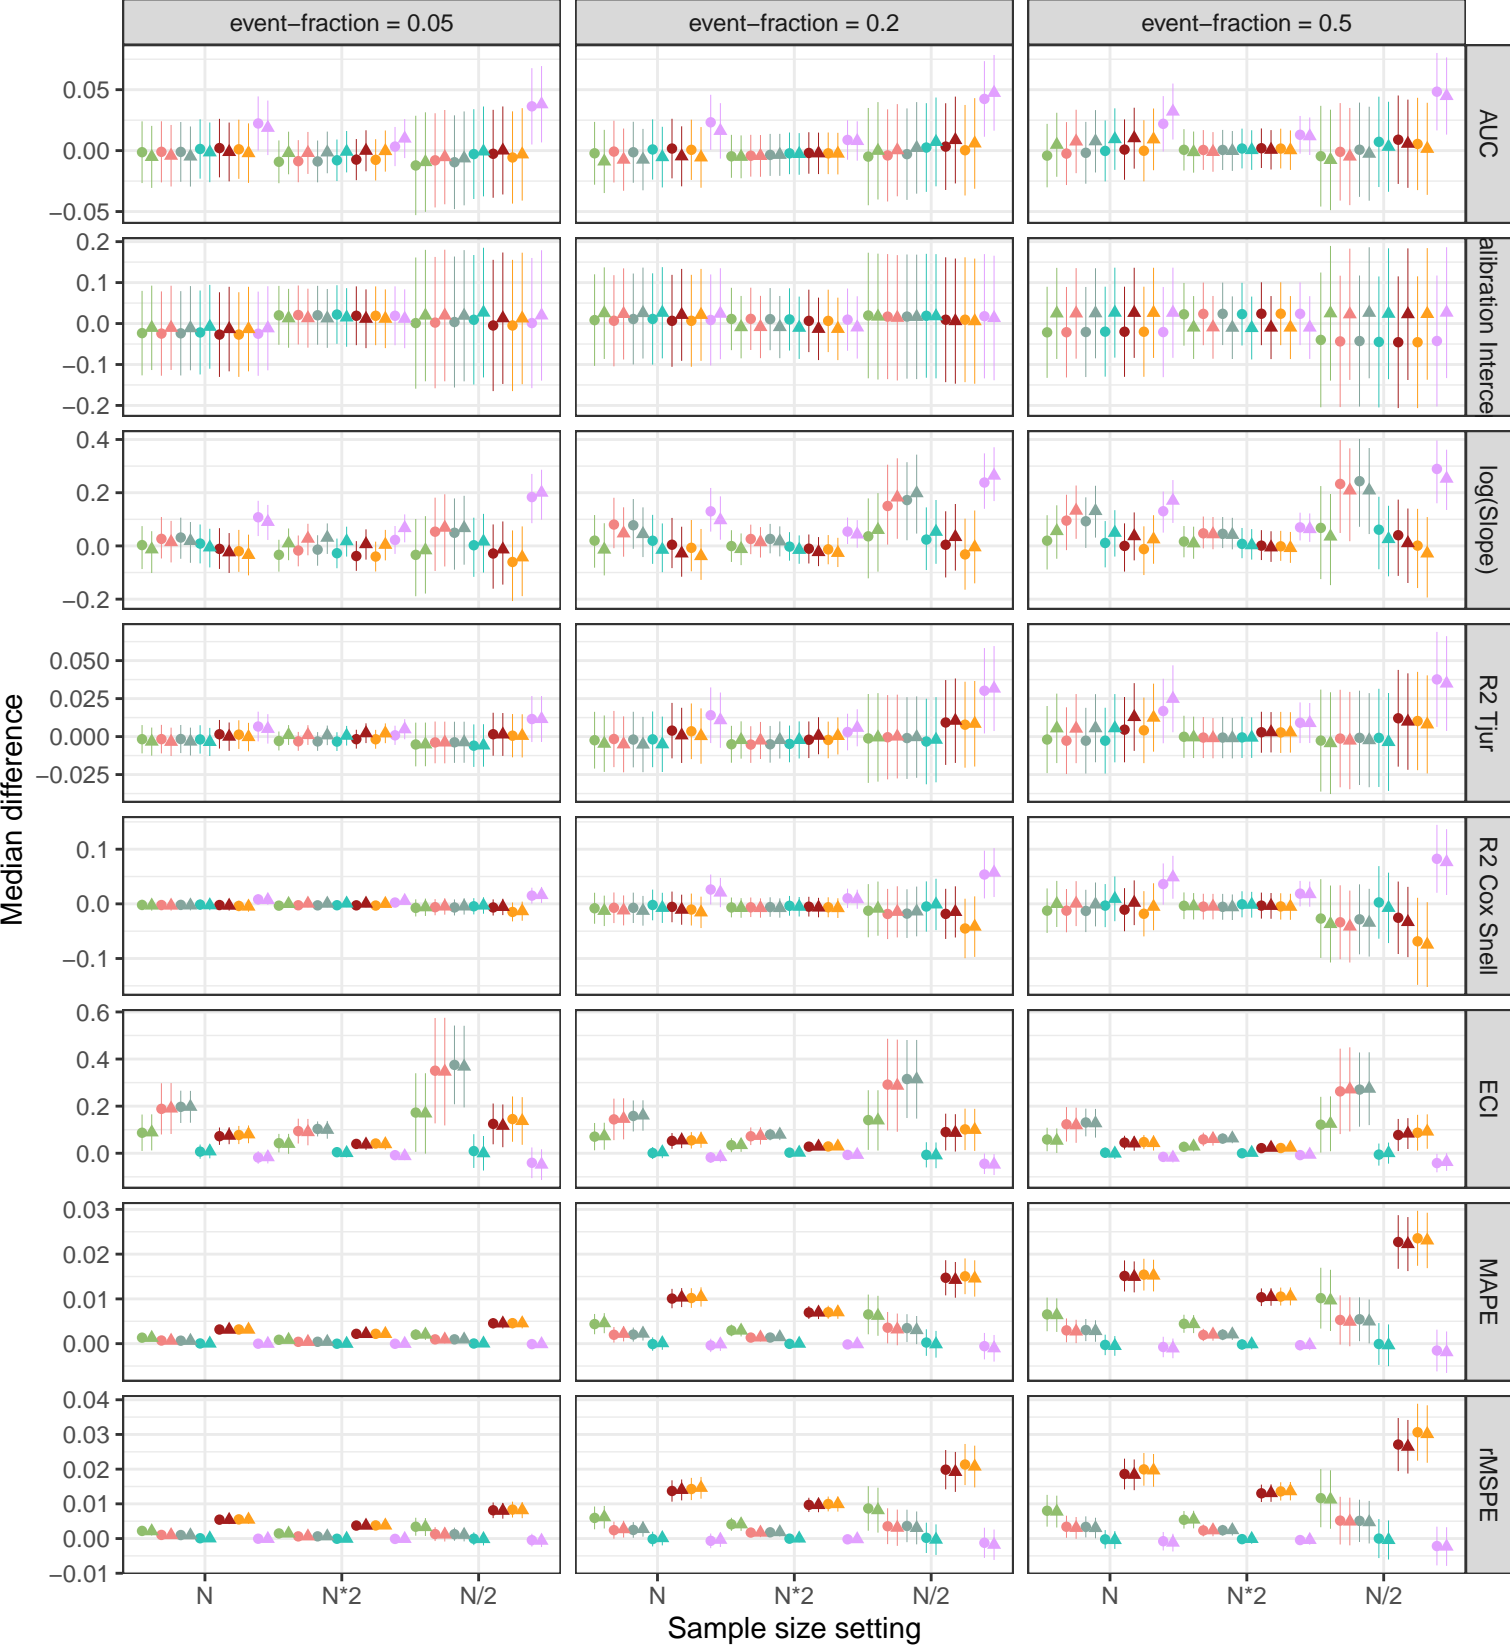 event−fraction = 0.05
event−fraction = 0.2
event−fraction = 0.5
0.05
0.00
−0.05
AUC
0.2
0.1
0.0
−0.1
−0.2
alibration Interce
0.4
0.2
0.0
−0.2
log(Slope)
0.050
0.025
0.000
−0.025
R2 Tjur
0.1
0.0
−0.1
R2 Cox Snell
0.6
0.4
0.2
0.0
ECI
0.03
0.02
0.01
0.00
MAPE
0.04
0.03
0.02
0.01
0.00
−0.01
rMSPE
Median difference
N N*2 N/2
N N*2 N/2
N N*2 N/2
Sample size setting